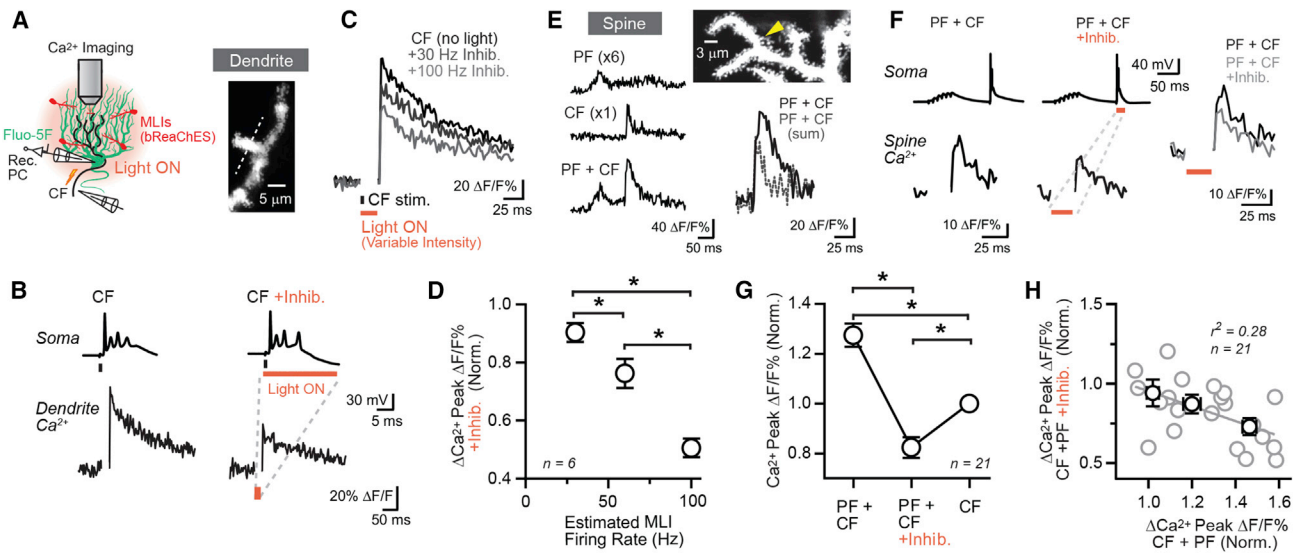 A
Ca²⁺ Imaging
Fluo-5F
MLIs
(bReaChES)
Rec.
PC
Light ON
CF
Dendrite
5 μm
B
CF
CF +Inhib.
Soma
Light ON
30 mV
5 ms
Dendrite
Ca²⁺
20% ΔF/F
50 ms
C
CF (no light)
+30 Hz Inhib.
+100 Hz Inhib.
CF stim.
Light ON
(Variable Intensity)
20 ΔF/F%
25 ms
D
ΔCa²⁺ Peak ΔF/F%
+Inhib. (Norm.)
1.0
0.8
0.6
0.4
*
*
*
n = 6
0
50
100
Estimated MLI
Firing Rate (Hz)
E
Spine
3 μm
PF (x6)
CF (x1)
PF + CF
40 ΔF/F%
50 ms
PF + CF
PF + CF
(sum)
20 ΔF/F%
25 ms
F
PF + CF
PF + CF
+Inhib.
Soma
40 mV
50 ms
Spine
Ca²⁺
10 ΔF/F%
25 ms
PF + CF
PF + CF
+Inhib.
10 ΔF/F%
25 ms
G
Ca²⁺ Peak ΔF/F% (Norm.)
1.4
1.2
1.0
0.8
*
*
*
n = 21
PF +
CF
PF +
CF
+Inhib.
CF
H
ΔCa²⁺ Peak ΔF/F%
CF +PF +Inhib. (Norm.)
1.5
1.0
0.5
r² = 0.28
n = 21
1.0
1.2
1.4
1.6
ΔCa²⁺ Peak ΔF/F%
CF + PF (Norm.)